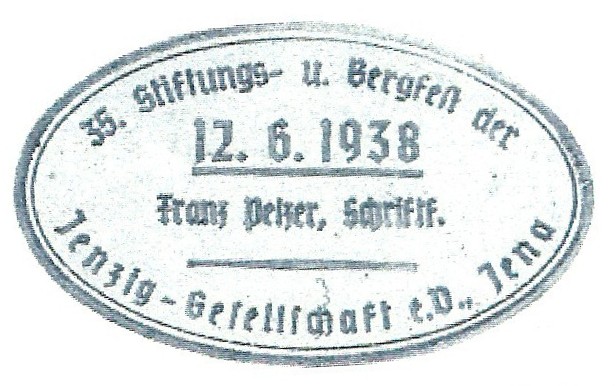 35. Stiftungs- u. Bergfest der
12. 6. 1938
Franz Pelzer, Schriftf.
Jenzig-Gesellschaft e.V., Jena